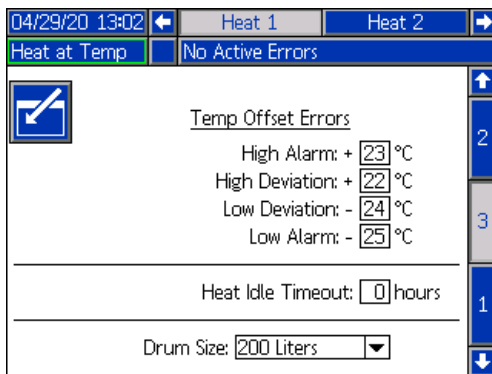 04/29/20 13:02 Heat 1 Heat 2
Heat at Temp No Active Errors
Temp Offset Errors
High Alarm: + 23 °C
High Deviation: + 22 °C
Low Deviation: - 24 °C
Low Alarm: - 25 °C
Heat Idle Timeout: 0 hours
Drum Size: 200 Liters
2
3
1